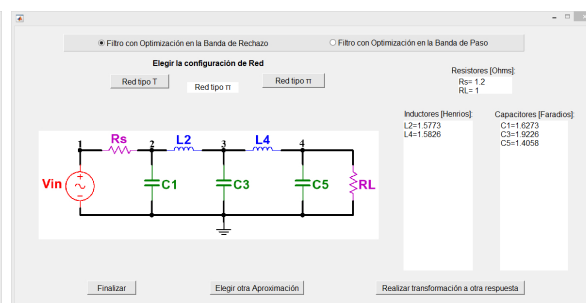 Filtro con Optimización en la Banda de Rechazo
Filtro con Optimización en la Banda de Paso
Elegir la configuración de Red
Red tipo T
Red tipo π
Red tipo π
Resistores [Ohms]:
Rs= 1.2
RL= 1
Inductores [Henrios]:
L2=1.5773
L4=1.5826
Capacitores [Faradios]:
C1=1.6273
C3=1.9226
C5=1.4058
1
Rs
2
L2
3
L4
4
Vin
C1
C3
C5
RL
Finalizar
Elegir otra Aproximación
Realizar transformación a otra respuesta